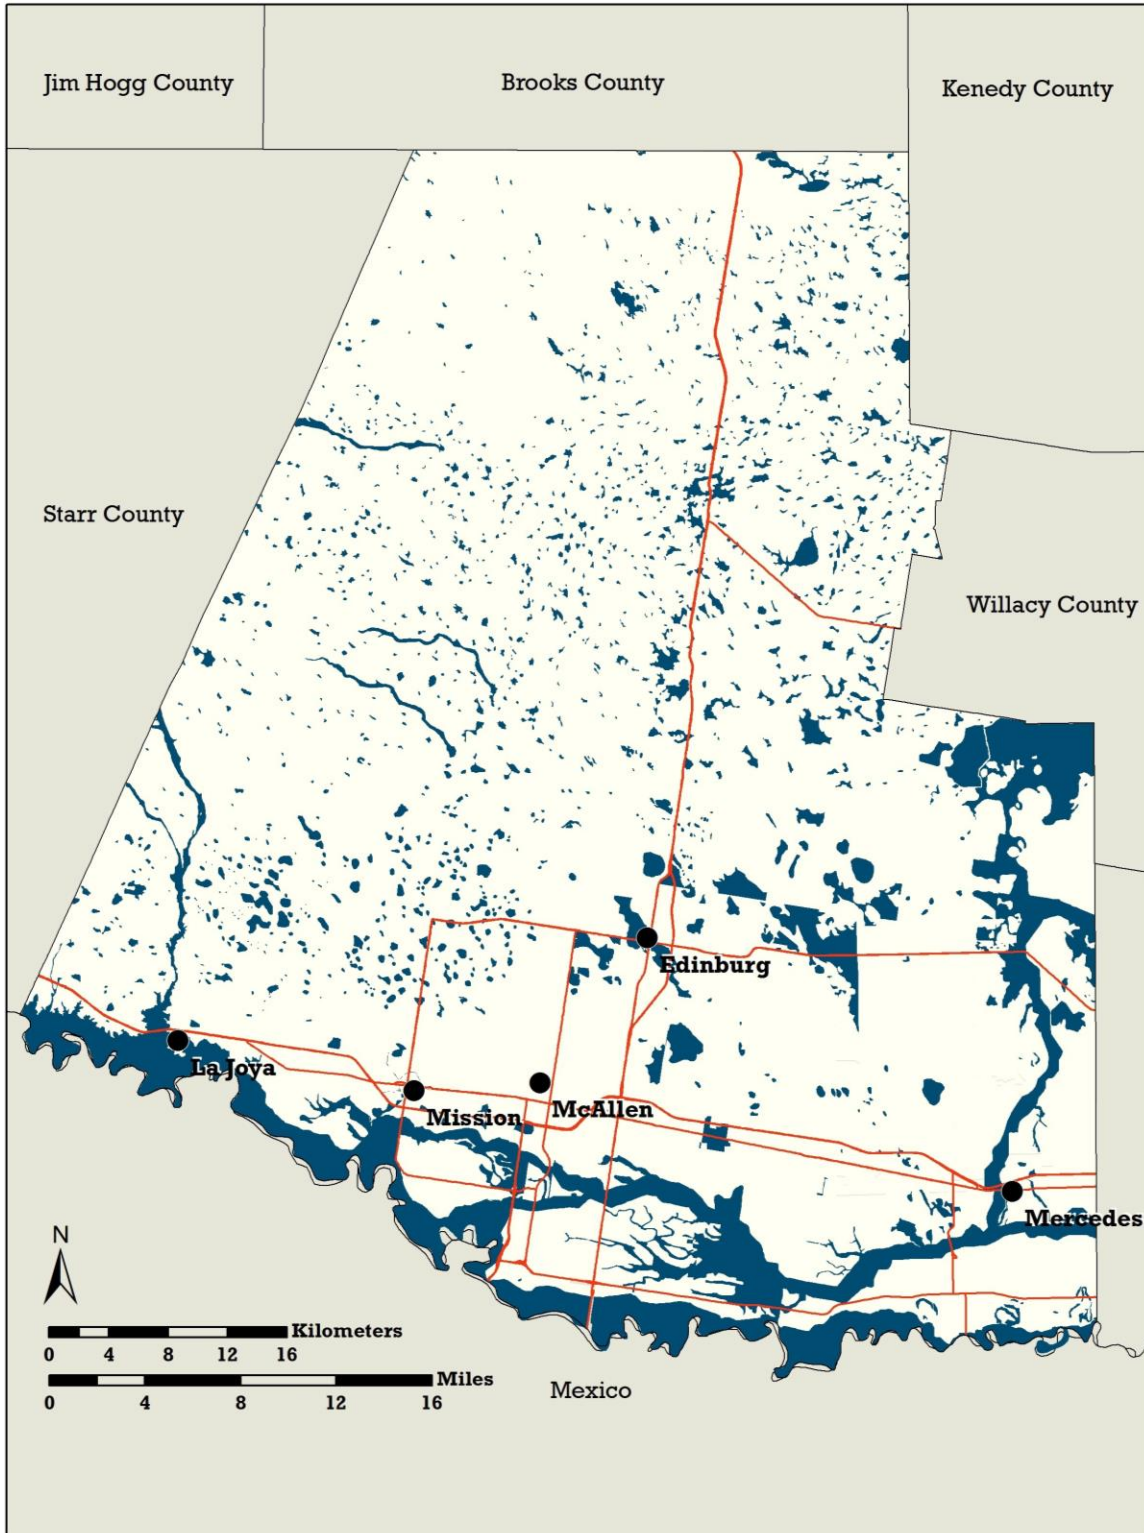 Jim Hogg County
Brooks County
Kenedy County
Starr County
Willacy County
Edinburg
La Joya
Mission
McAllen
Mercedes
N
Kilometers
0 4 8 12 16
Miles
0 4 8 12 16
Mexico